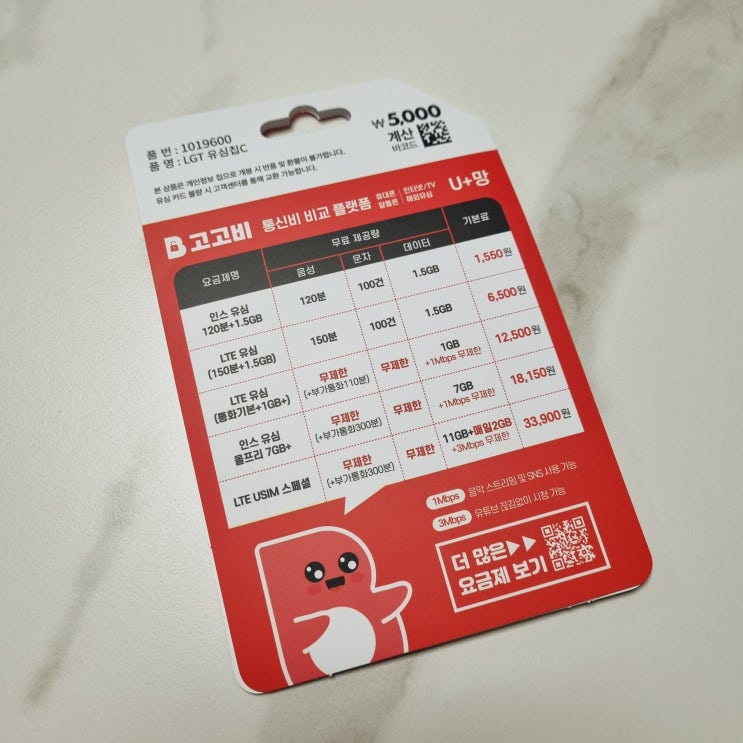 품 번 : 1019600
품 명 : LGT 유심칩C
₩5,000
계산
바코드
본 상품은 개인정보 칩으로 개봉 시 반품 및 환불이 불가합니다.
유심 카드 불량 시 고객센터를 통해 교환 가능합니다.
B고고비 통신비 비교 플랫폼
휴대폰 | 인터넷/TV
알뜰폰 | 해외유심
U+망
요금제명 무료 제공량 기본료
음성 문자 데이터
인스 유심
120분+1.5GB
120분 100건 1.5GB 1,550원
LTE 유심
(150분+1.5GB)
150분 100건 1.5GB 6,500원
LTE 유심
(통화기본+1GB+)
무제한
(+부가통화110분)
무제한
1GB
+1Mbps 무제한
12,500원
인스 유심
올프리 7GB+
무제한
(+부가통화300분)
무제한
7GB
+1Mbps 무제한
18,150원
LTE USIM 스페셜
무제한
(+부가통화300분)
무제한
11GB+매일2GB
+3Mbps 무제한
33,900원
1Mbps 음악 스트리밍 및 SNS 사용 가능
3Mbps 유튜브 끊김없이 시청 가능
더 많은▶▶
요금제 보기